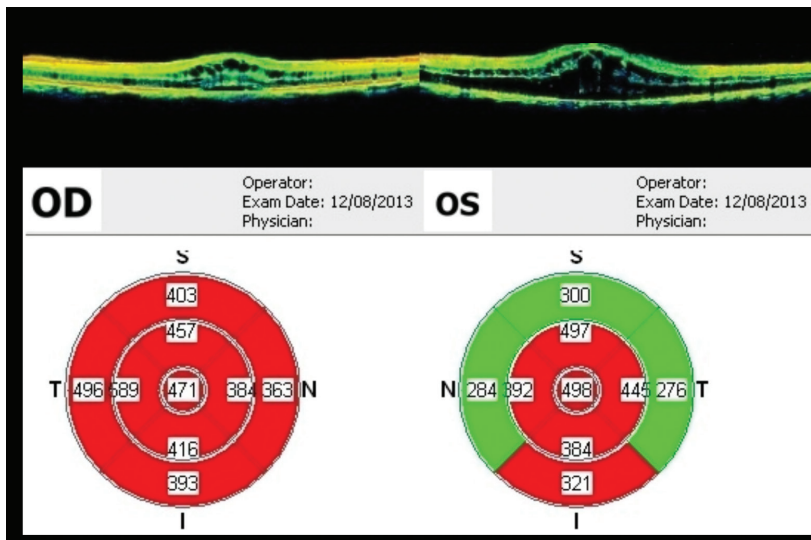 OD
Operator:
Exam Date: 12/08/2013
Physician:
OS
Operator:
Exam Date: 12/08/2013
Physician:
S
403
457
T 496 471 384 363 N
416
393
I
S
300
497
N 284 392 498 445 276 T
384
321
I